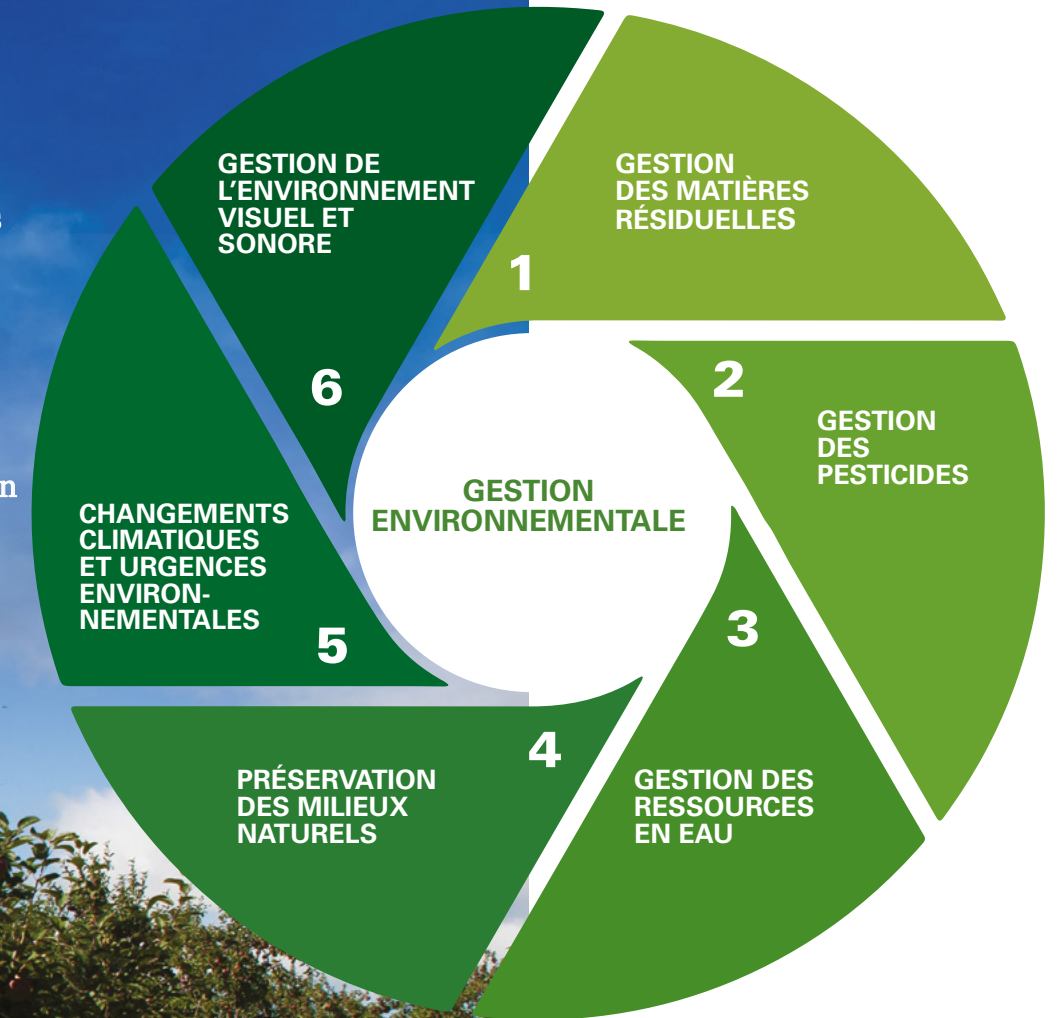 GESTION
ENVIRONNEMENTALE
1
GESTION
DES MATIÈRES
RÉSIDUELLES
2
GESTION
DES
PESTICIDES
3
GESTION DES
RESSOURCES
EN EAU
4
PRÉSERVATION
DES MILIEUX
NATURELS
5
CHANGEMENTS
CLIMATIQUES
ET URGENCES
ENVIRON-
NEMENTALES
6
GESTION DE
L'ENVIRONNEMENT
VISUEL ET
SONORE